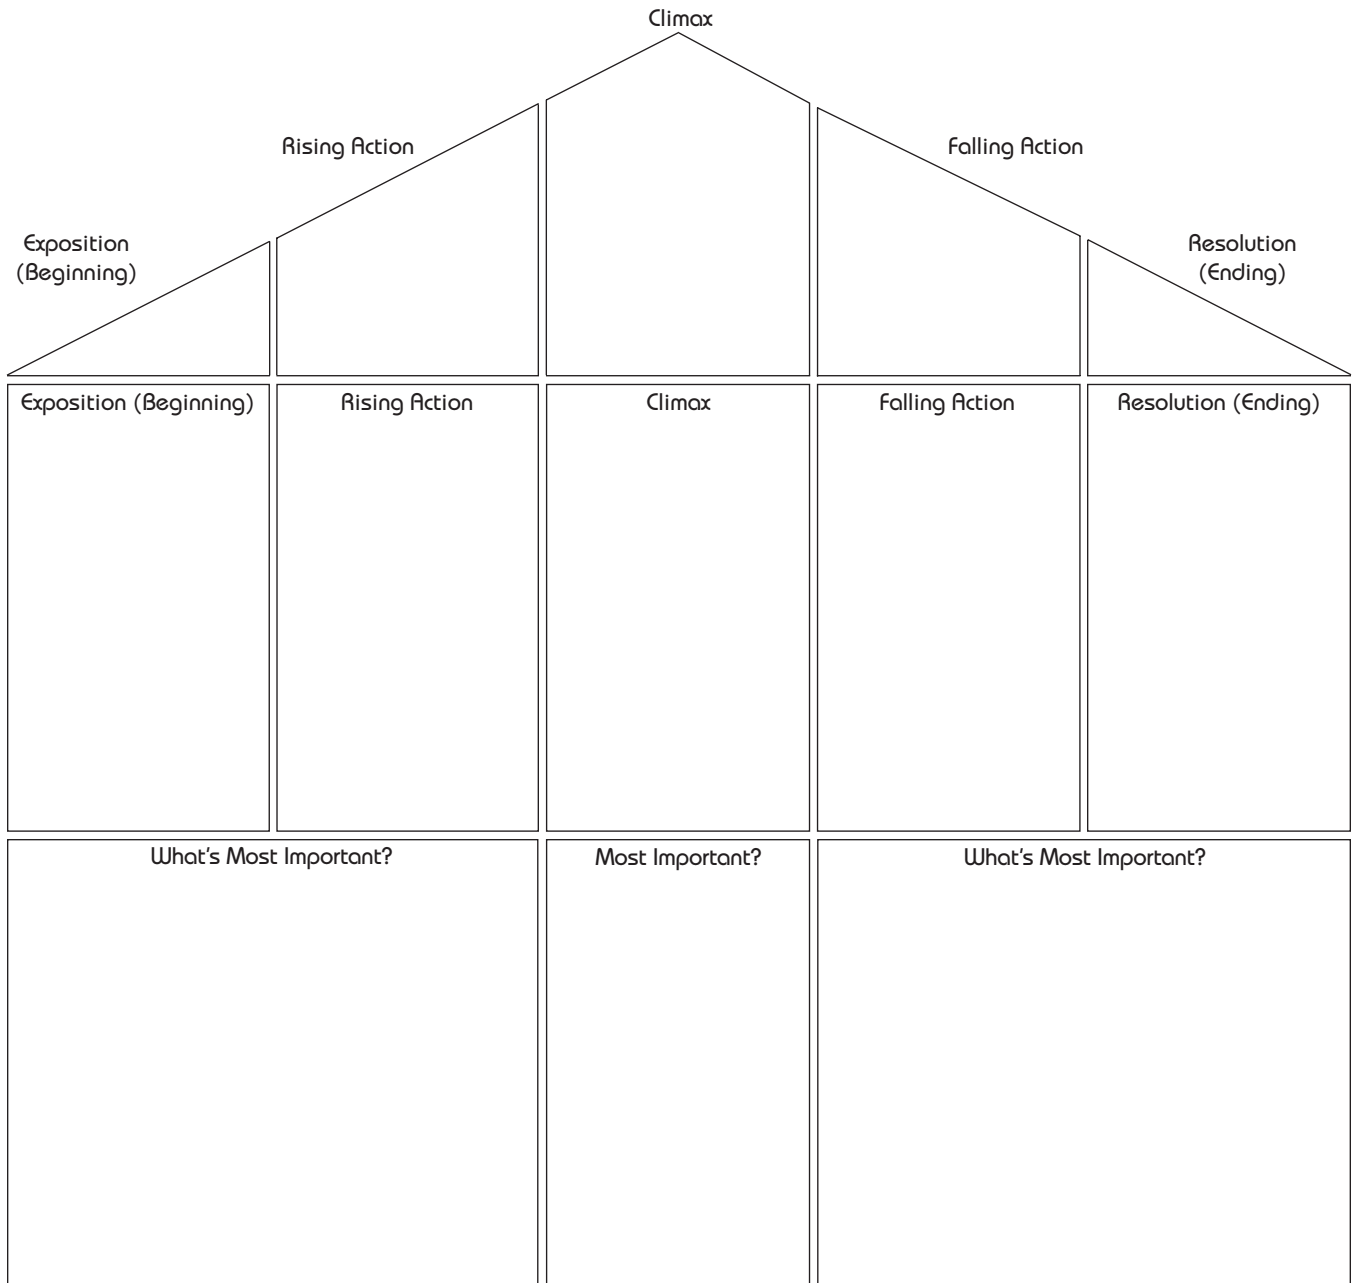 Climax
Rising Action
Falling Action
Exposition
(Beginning)
Resolution
(Ending)
Exposition (Beginning)
Rising Action
Climax
Falling Action
Resolution (Ending)
What's Most Important?
Most Important?
What's Most Important?